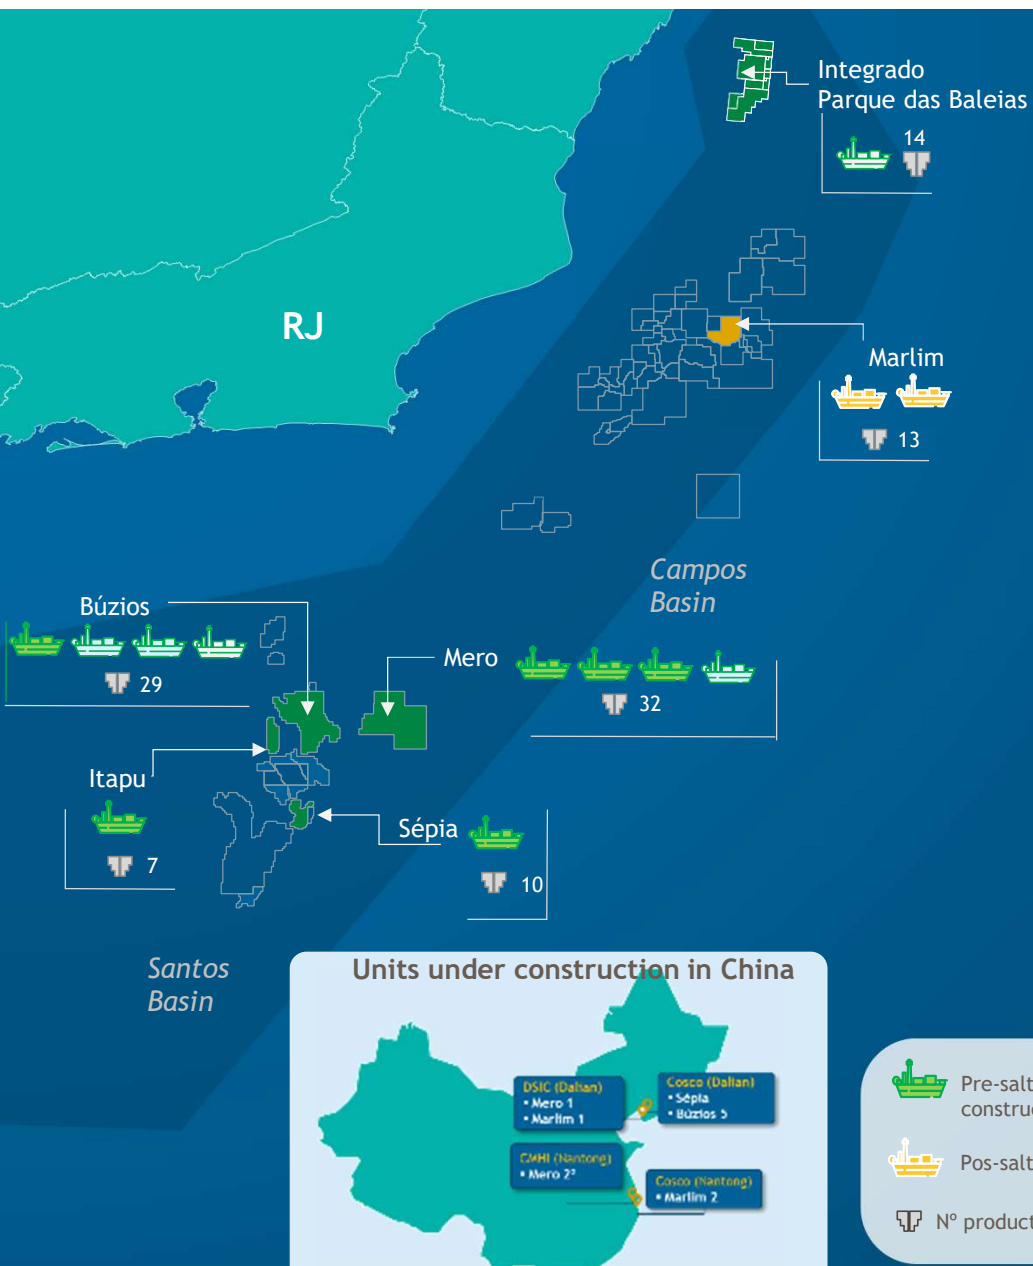 Integrado
Parque das Baleias
14
RJ
Marlim
13
Campos
Basin
Búzios
29
Mero
32
Itapu
7
Sépia
10
Santos
Basin
Units under construction in China
DSIC (Dalian)
• Mero 1
• Marlim 1
Cosco (Dalian)
• Sépia
• Búzios 5
CMHI (Nantong)
• Mero 2²
Cosco (Nantong)
• Marlim 2
Pre-salt
construc
Pos-salt
Nº product